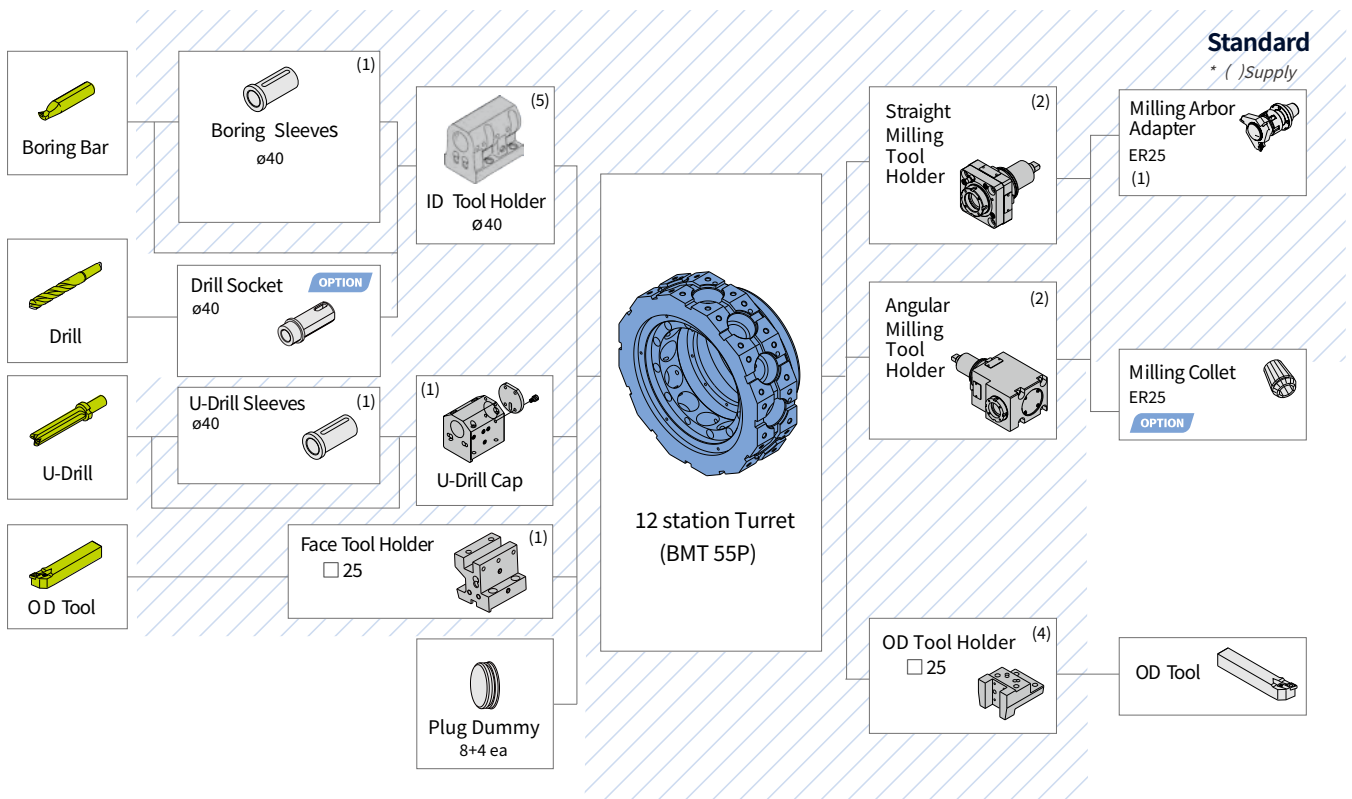 Standard
* ( )Supply
Boring Bar
(1)
Boring Sleeves
ø40
(5)
ID Tool Holder
ø40
Drill
Drill Socket
OPTION
ø40
U-Drill
U-Drill Sleeves
(1)
ø40
(1)
U-Drill Cap
OD Tool
Face Tool Holder
(1)
□ 25
Plug Dummy
8+4 ea
12 station Turret
(BMT 55P)
Straight
Milling
Tool
Holder
(2)
Milling Arbor
Adapter
ER25
(1)
Angular
Milling
Tool
Holder
(2)
Milling Collet
ER25
OPTION
OD Tool Holder
(4)
□ 25
OD Tool